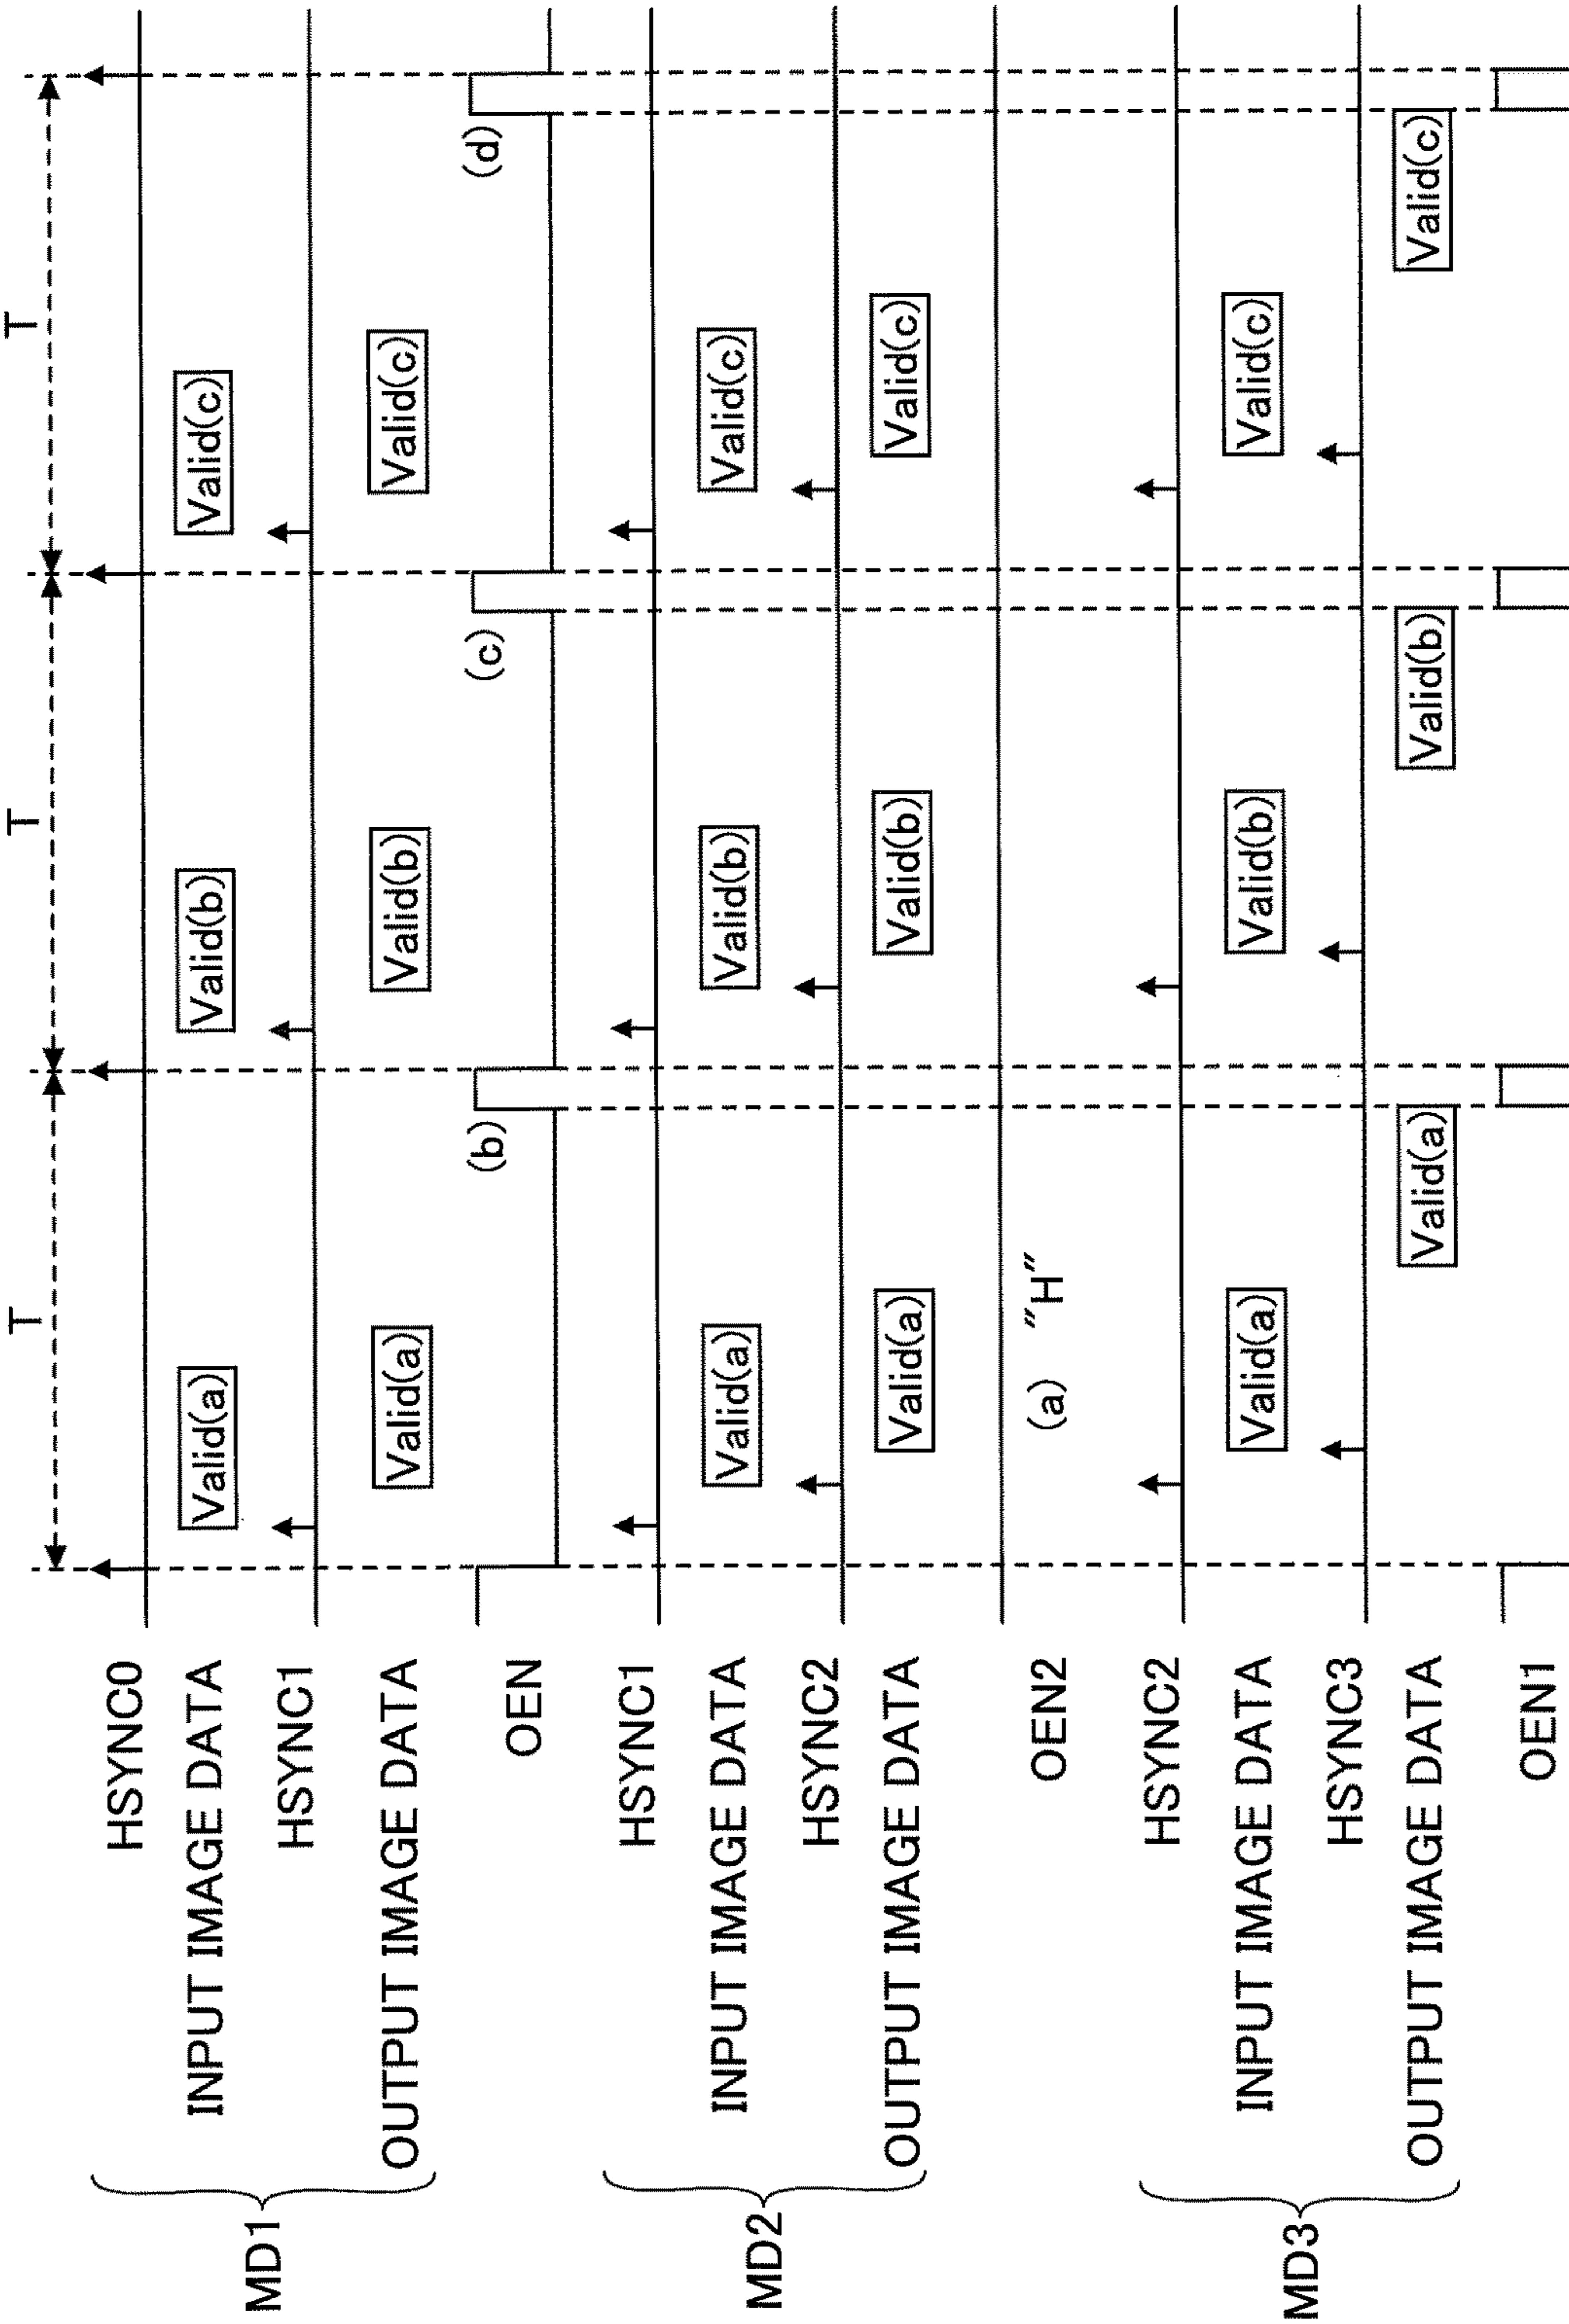 T T T
HSYNC0
INPUT IMAGE DATA Valid(a) Valid(b) Valid(c)
HSYNC1
OUTPUT IMAGE DATA Valid(a) Valid(b) Valid(c)
MD1
OEN (b) (c) (d)
HSYNC1
INPUT IMAGE DATA Valid(a) Valid(b) Valid(c)
HSYNC2
OUTPUT IMAGE DATA Valid(a) Valid(b) Valid(c)
MD2
OEN2 (a) "H"
HSYNC2
INPUT IMAGE DATA Valid(a) Valid(b) Valid(c)
HSYNC3
OUTPUT IMAGE DATA Valid(a) Valid(b) Valid(c)
MD3
OEN1